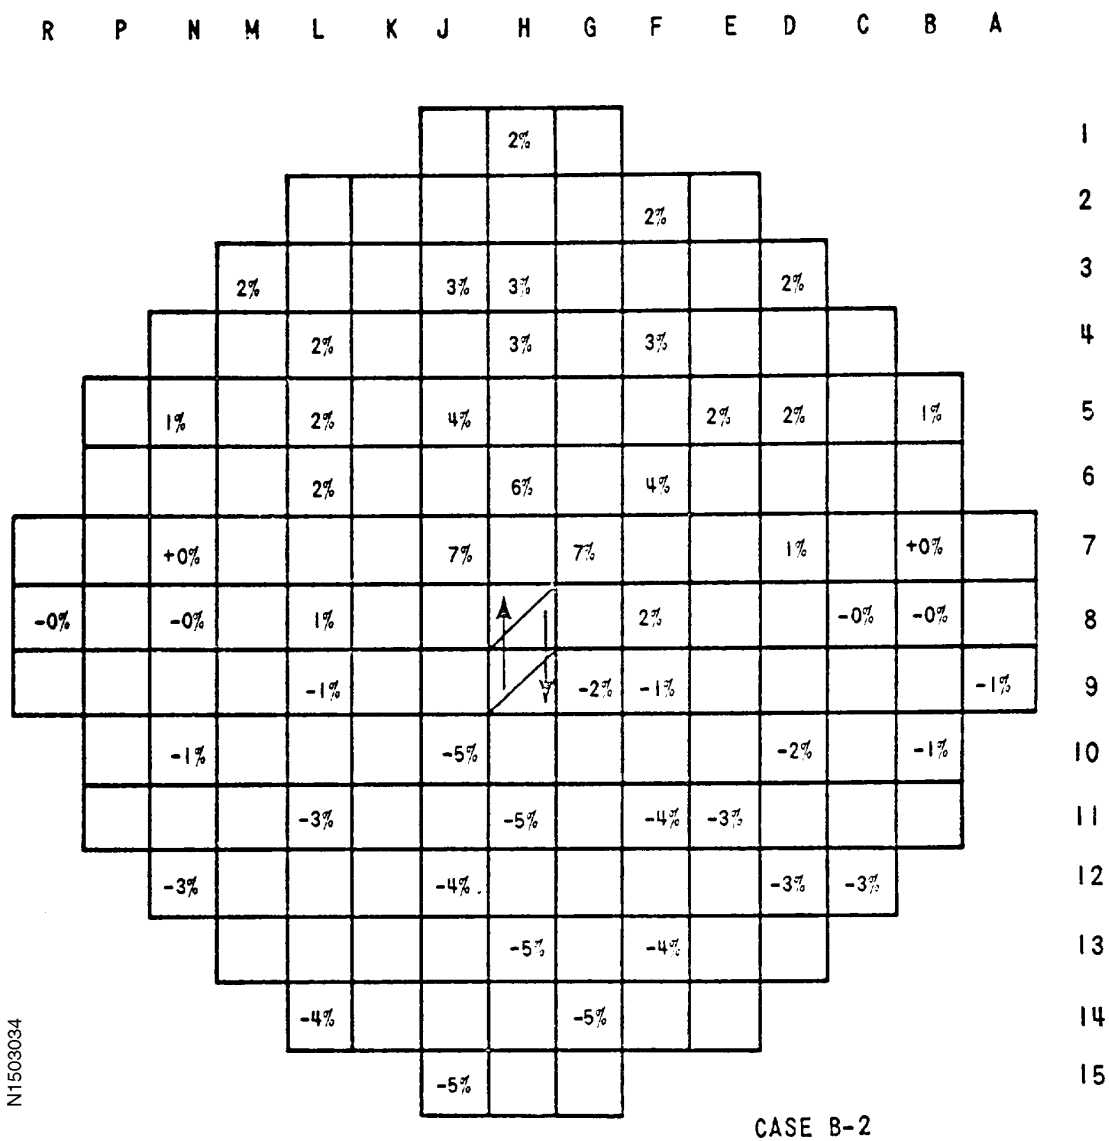 R P N M L K J H G F E D C B A
2% 1
2% 2
2% 3% 3% 2% 3
2% 3% 3% 4
1% 2% 4% 2% 2% 1% 5
2% 6% 4% 6
+0% 7% 7% 1% +0% 7
-0% -0% 1% 2% -0% -0% 8
-1% -2% -1% -1% 9
-1% -5% -2% -1% 10
-3% -5% -4% -3% 11
-3% -4% -3% -3% 12
-5% -4% 13
-4% -5% 14
-5% 15
N1503034
CASE B-2